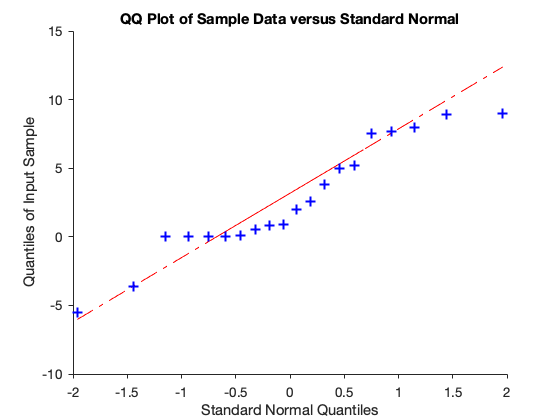 QQ Plot of Sample Data versus Standard Normal
15
10
5
0
-5
-10
Quantiles of Input Sample
-2 -1.5 -1 -0.5 0 0.5 1 1.5 2
Standard Normal Quantiles